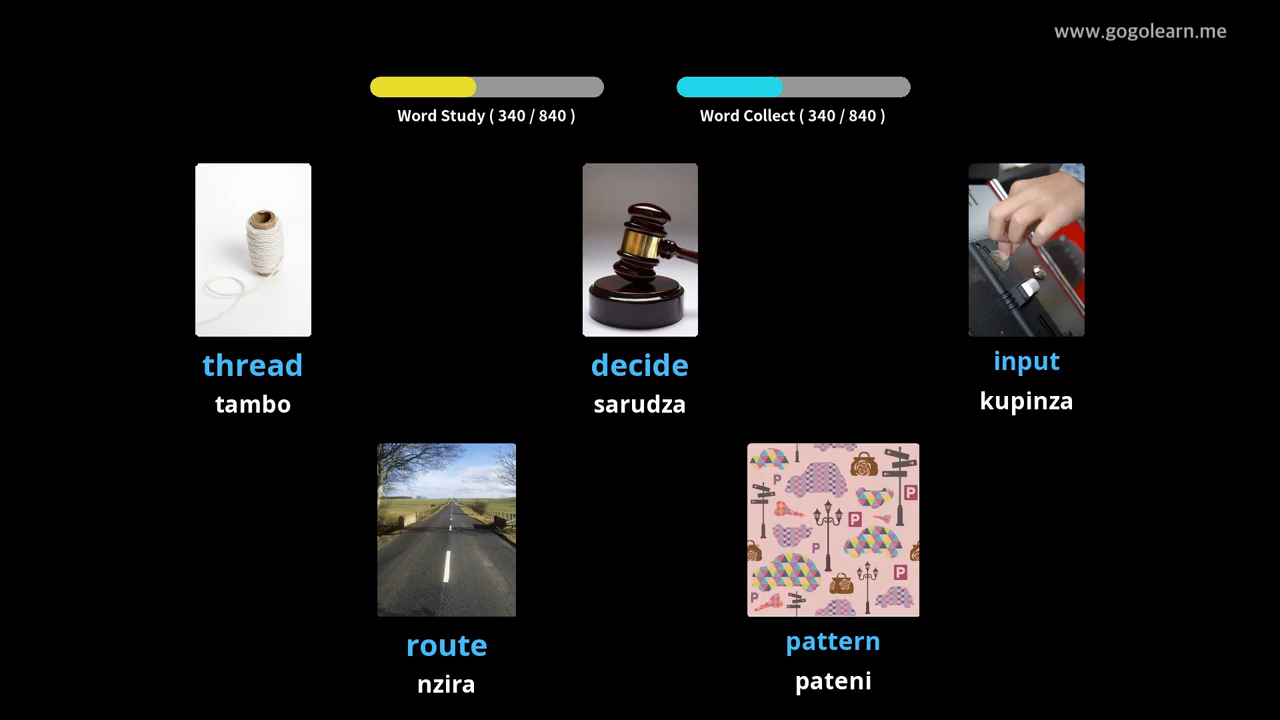 www.gogolearn.me
Word Study ( 340 / 840 )
Word Collect ( 340 / 840 )
thread
tambo
decide
sarudza
input
kupinza
route
nzira
pattern
pateni
P
P
P
P
P
P